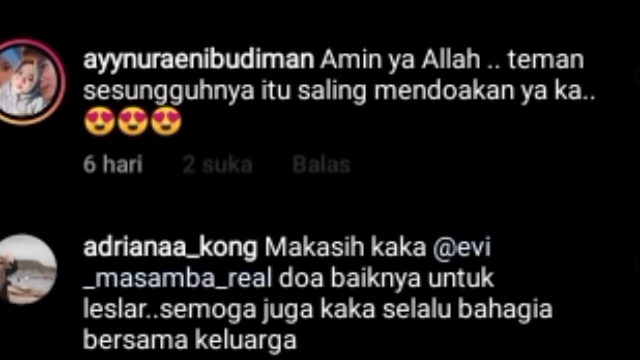 ayynuraenibudiman Amin ya Allah .. teman
sesungguhnya itu saling mendoakan ya ka..
😍😍😍
6 hari 2 suka Balas
adrianaa_kong Makasih kaka @evi
_masamba_real doa baiknya untuk
leslar..semoga juga kaka selalu bahagia
bersama keluarga